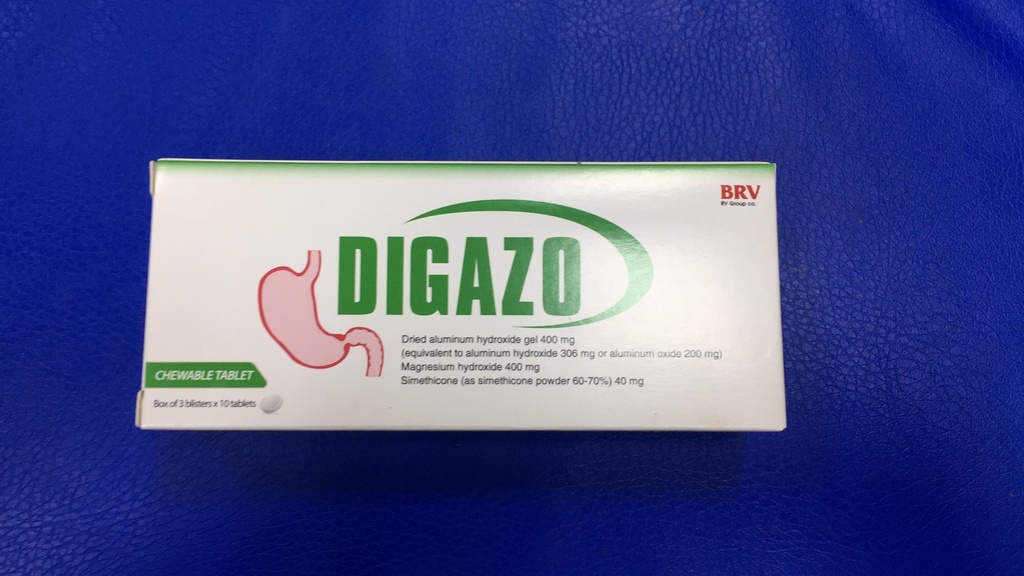 BRV
RV Group co.
DIGAZO
Dried aluminum hydroxide gel 400 mg
(equivalent to aluminum hydroxide 306 mg or aluminum oxide 200 mg)
Magnesium hydroxide 400 mg
Simethicone (as simethicone powder 60-70%) 40 mg
CHEWABLE TABLET
Box of 3 blisters x 10 tablets